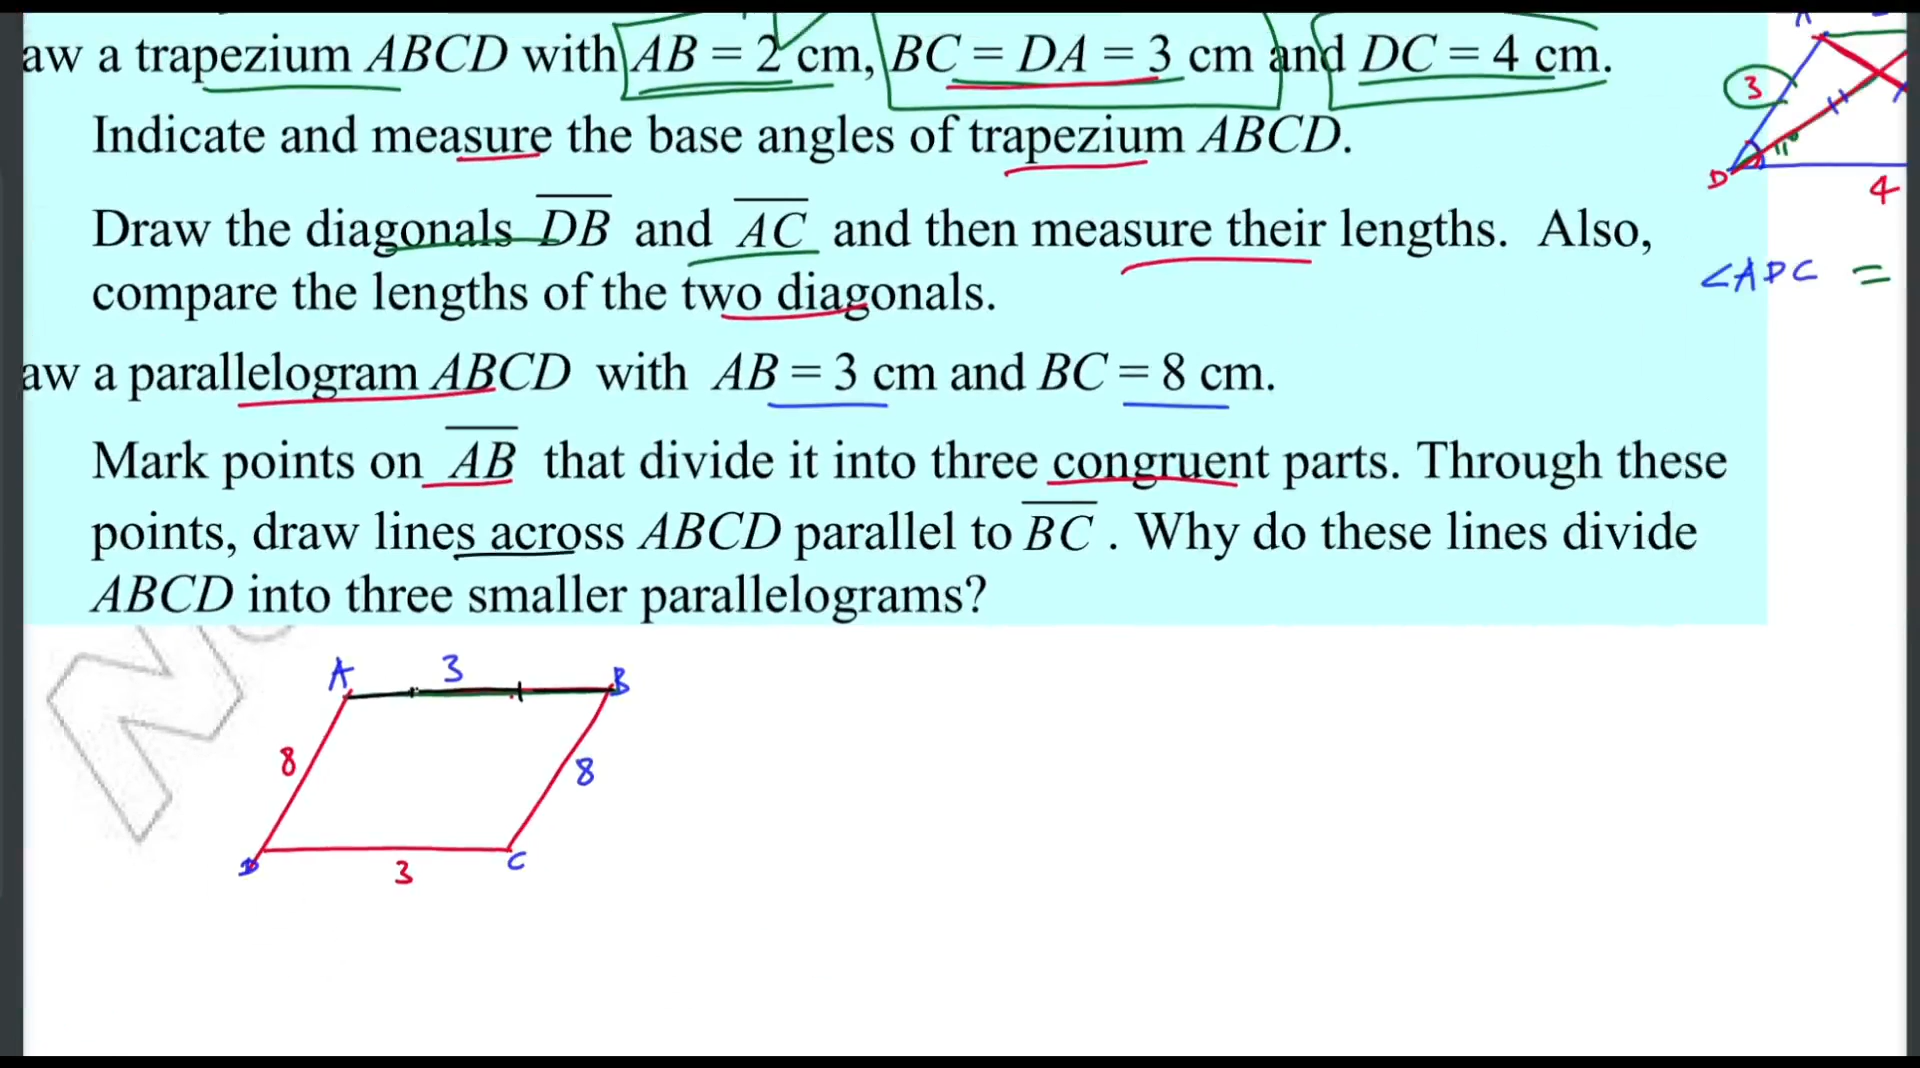 aw a trapezium ABCD with AB = 2 cm, BC = DA = 3 cm and DC = 4 cm.
Indicate and measure the base angles of trapezium ABCD.
Draw the diagonals DB and AC and then measure their lengths. Also,
compare the lengths of the two diagonals.
aw a parallelogram ABCD with AB = 3 cm and BC = 8 cm.
Mark points on AB that divide it into three congruent parts. Through these
points, draw lines across ABCD parallel to BC . Why do these lines divide
ABCD into three smaller parallelograms?
3
D
4
∠ADC =
A 3 B
8 8
D 3 C